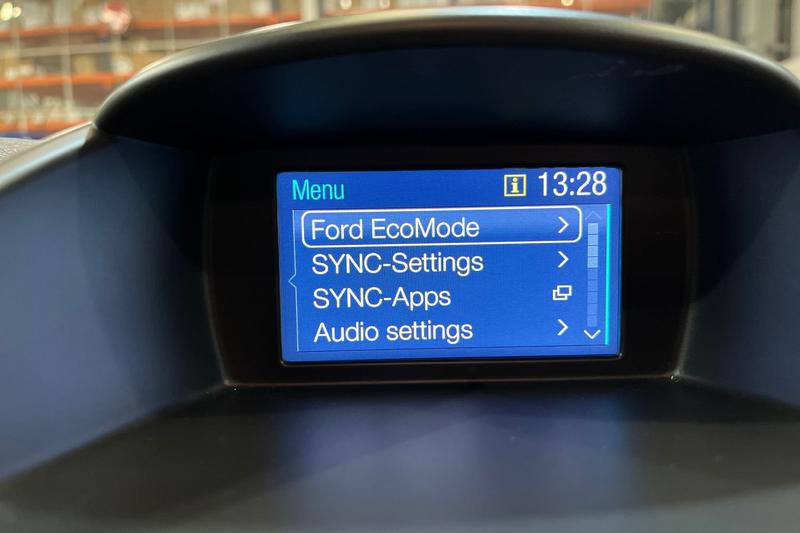 Menu 13:28
Ford EcoMode
SYNC-Settings
SYNC-Apps
Audio settings